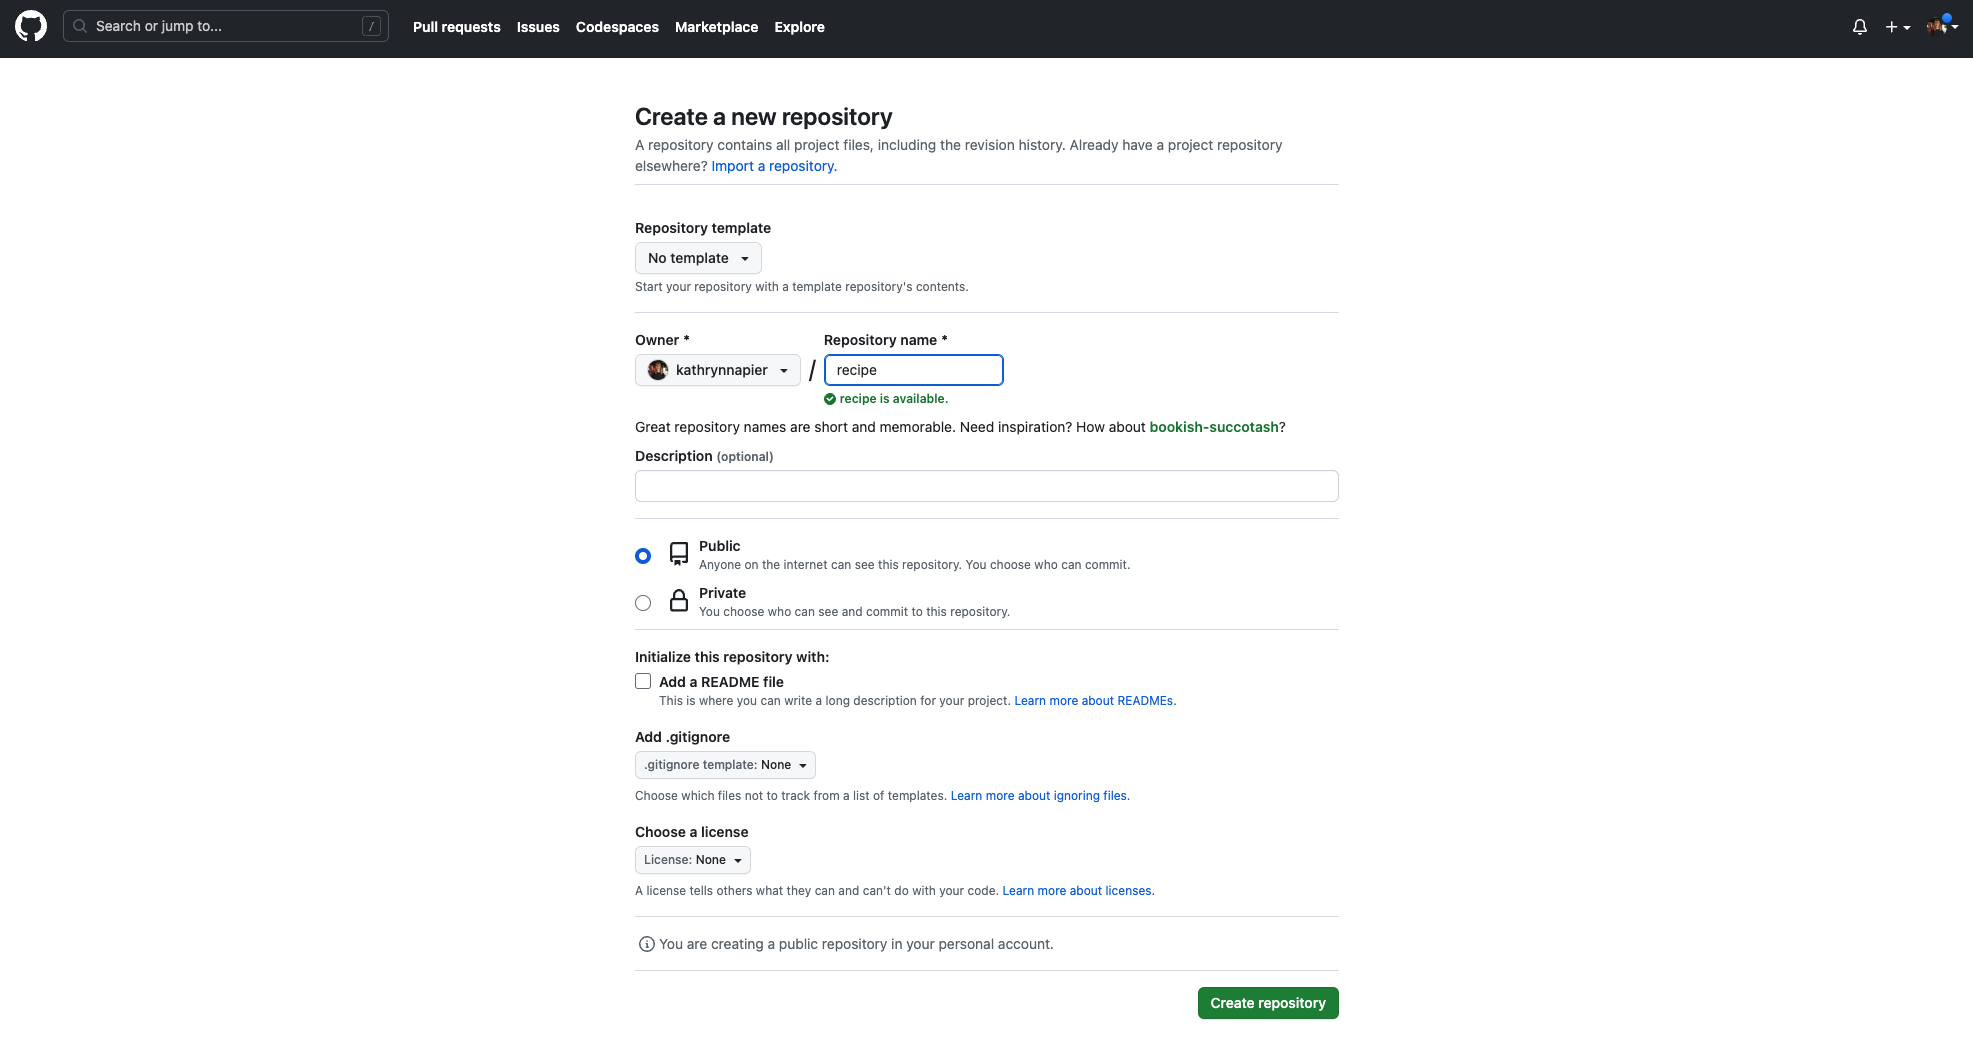 Search or jump to...
/
Pull requests
Issues
Codespaces
Marketplace
Explore
Create a new repository
A repository contains all project files, including the revision history. Already have a project repository
elsewhere? Import a repository.
Repository template
No template
Start your repository with a template repository's contents.
Owner *
Repository name *
kathrynnapier
/
recipe
recipe is available.
Great repository names are short and memorable. Need inspiration? How about bookish-succotash?
Description (optional)
Public
Anyone on the internet can see this repository. You choose who can commit.
Private
You choose who can see and commit to this repository.
Initialize this repository with:
Add a README file
This is where you can write a long description for your project. Learn more about READMEs.
Add .gitignore
.gitignore template: None
Choose which files not to track from a list of templates. Learn more about ignoring files.
Choose a license
License: None
A license tells others what they can and can't do with your code. Learn more about licenses.
You are creating a public repository in your personal account.
Create repository